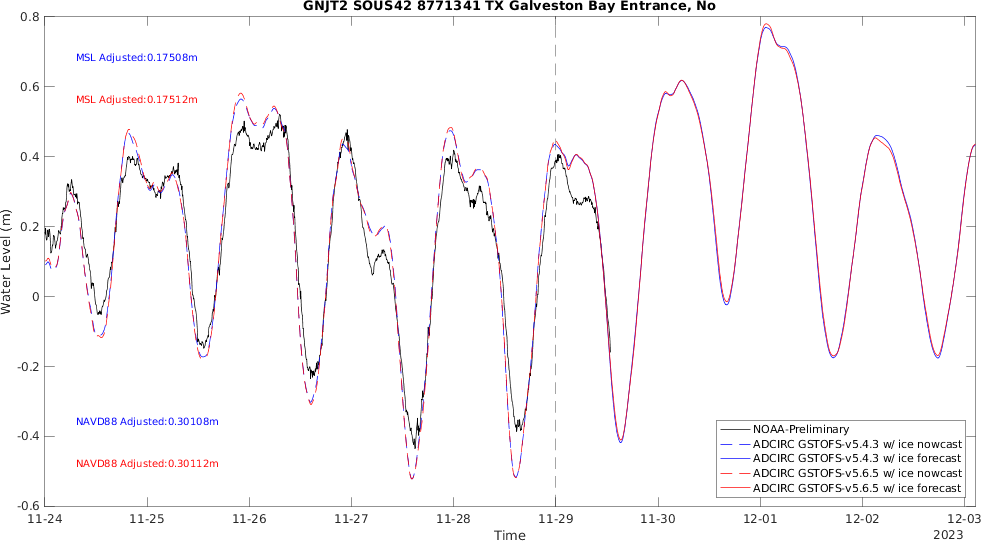 GNJT2 SOUS42 8771341 TX Galveston Bay Entrance, No
0.8
0.6
0.4
0.2
0
-0.2
-0.4
-0.6
Water Level (m)
MSL Adjusted:0.17508m
MSL Adjusted:0.17512m
NAVD88 Adjusted:0.30108m
NAVD88 Adjusted:0.30112m
NOAA-Preliminary
ADCIRC GSTOFS-v5.4.3 w/ ice nowcast
ADCIRC GSTOFS-v5.4.3 w/ ice forecast
ADCIRC GSTOFS-v5.6.5 w/ ice nowcast
ADCIRC GSTOFS-v5.6.5 w/ ice forecast
11-24 11-25 11-26 11-27 11-28 11-29 11-30 12-01 12-02 12-03
Time
2023